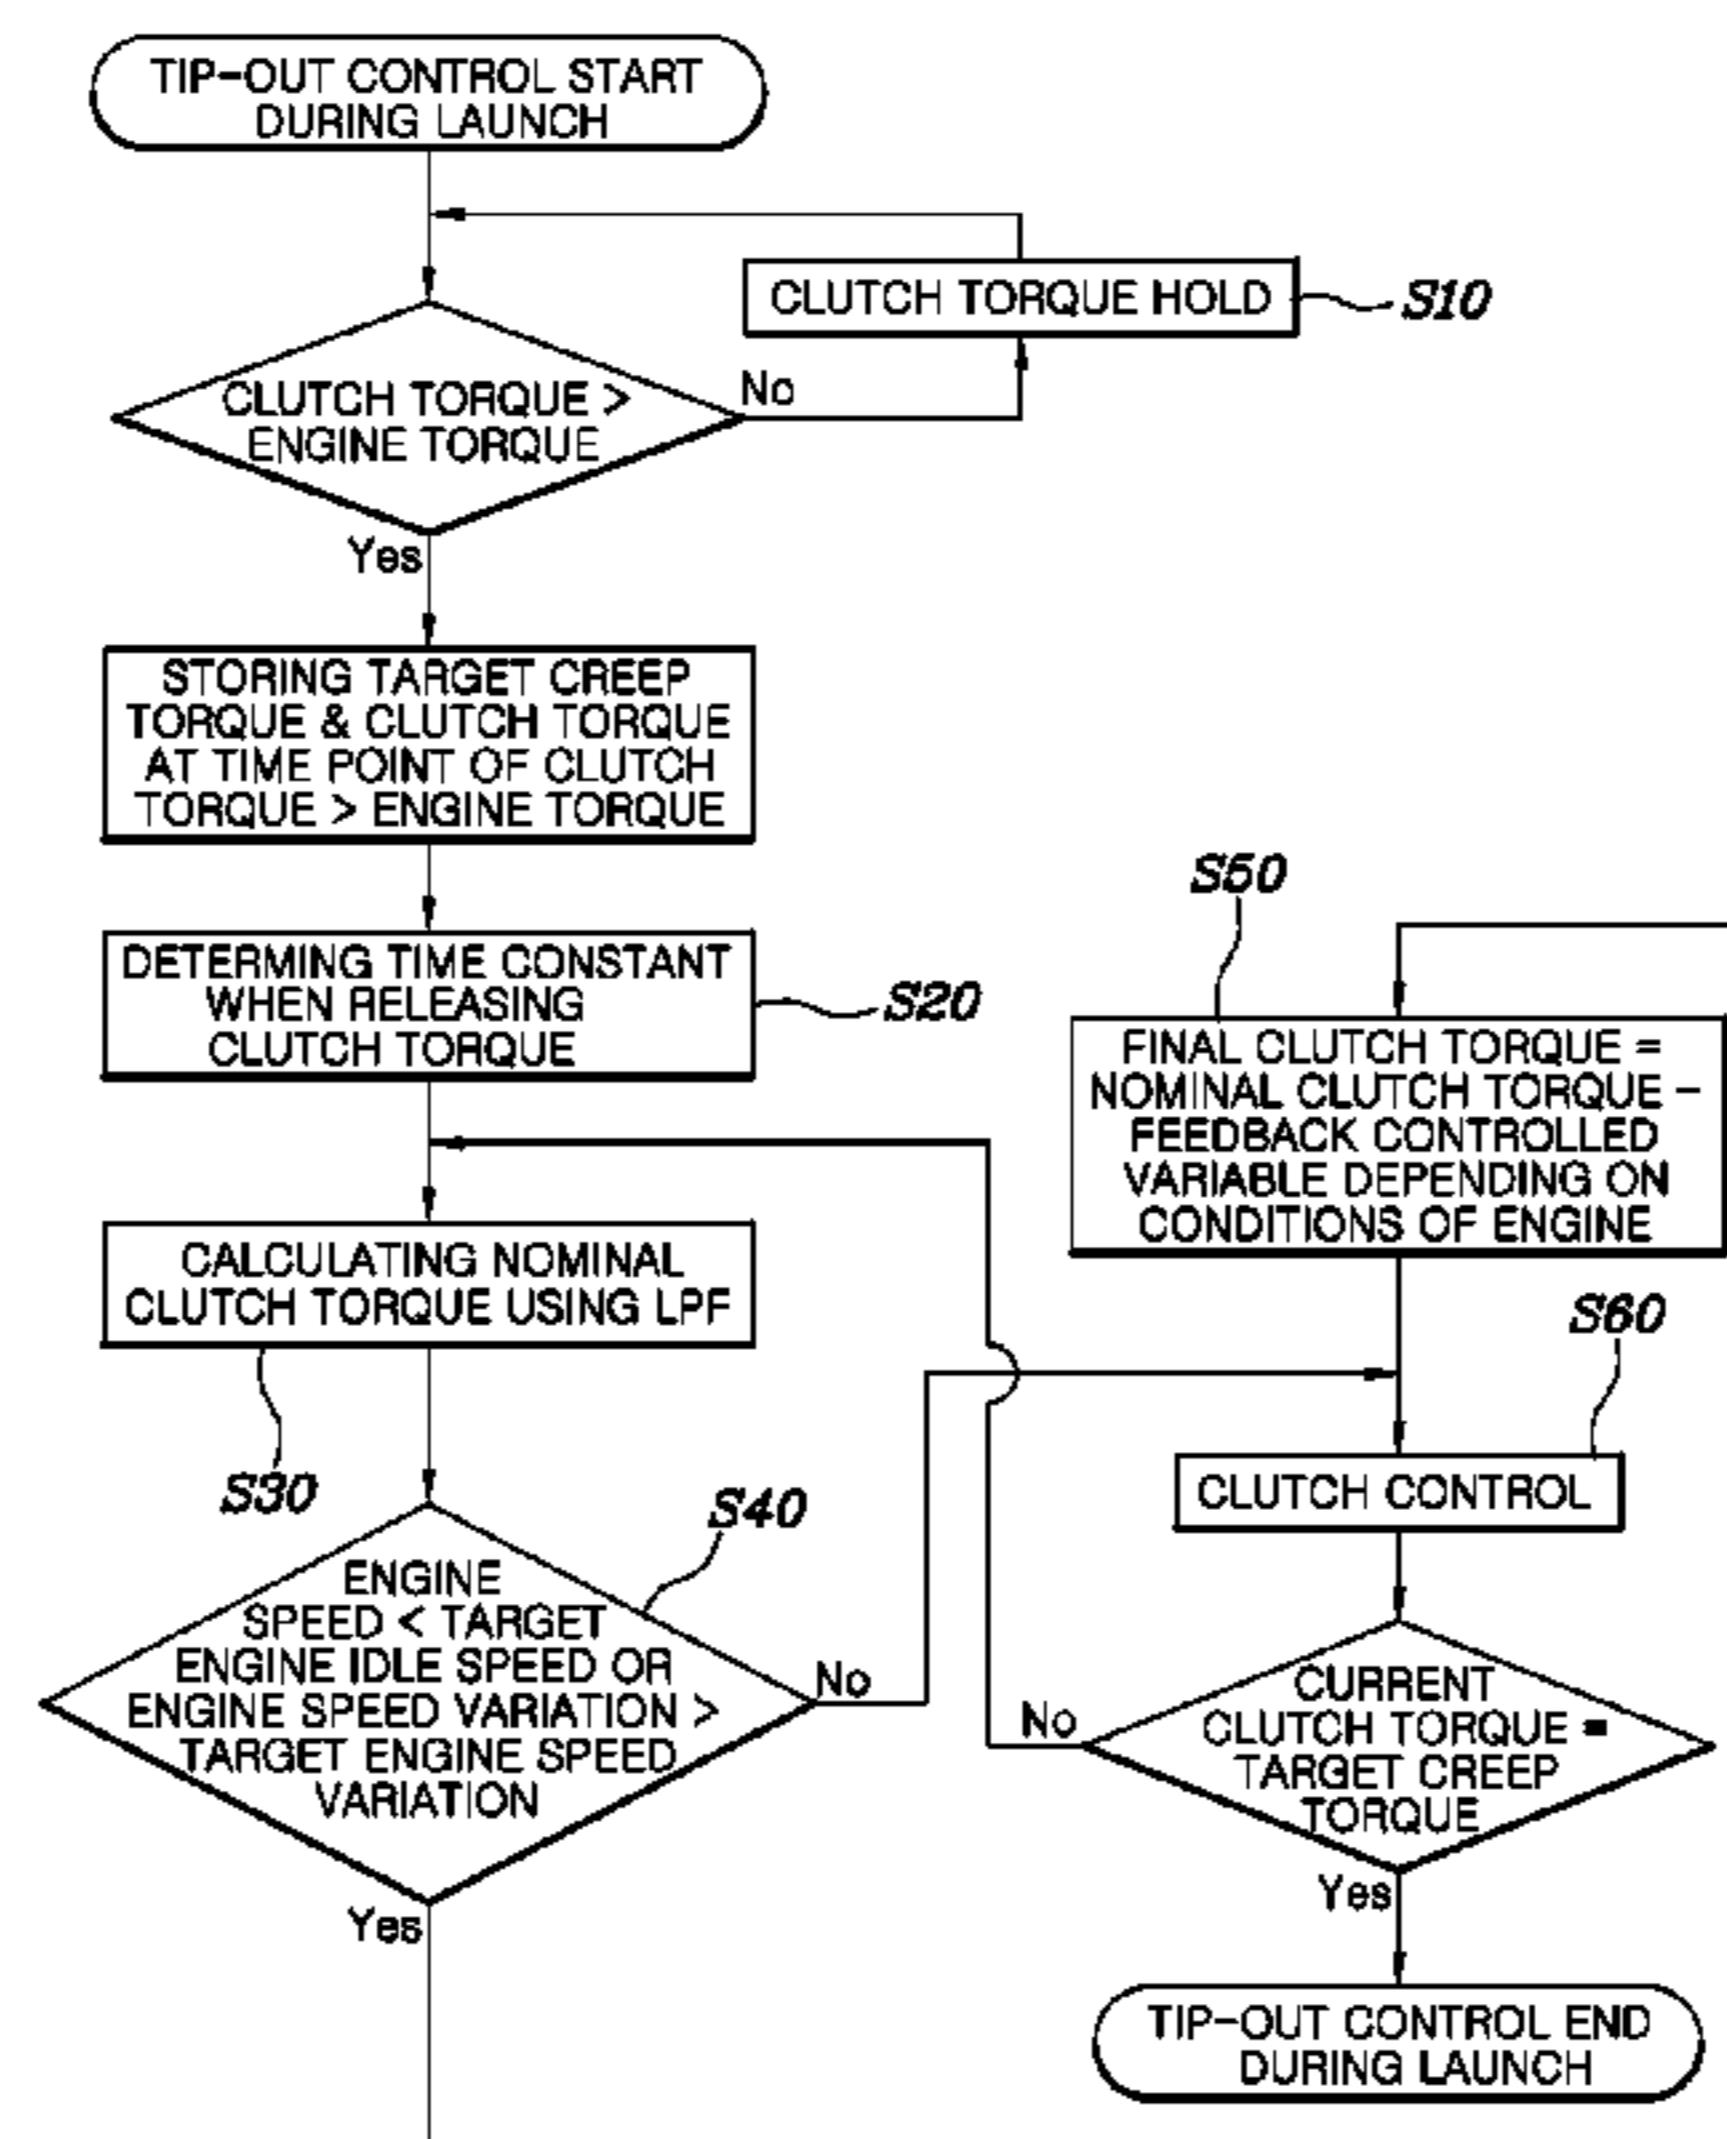 TIP-OUT CONTROL START
DURING LAUNCH
CLUTCH TORQUE HOLD
S10
CLUTCH TORQUE >
ENGINE TORQUE
No
Yes
STORING TARGET CREEP
TORQUE & CLUTCH TORQUE
AT TIME POINT OF CLUTCH
TORQUE > ENGINE TORQUE
DETERMING TIME CONSTANT
WHEN RELEASING
CLUTCH TORQUE
S20
CALCULATING NOMINAL
CLUTCH TORQUE USING LPF
S30
S40
ENGINE
SPEED < TARGET
ENGINE IDLE SPEED OR
ENGINE SPEED VARIATION >
TARGET ENGINE SPEED
VARIATION
No
Yes
S50
FINAL CLUTCH TORQUE =
NOMINAL CLUTCH TORQUE -
FEEDBACK CONTROLLED
VARIABLE DEPENDING ON
CONDITIONS OF ENGINE
S60
CLUTCH CONTROL
CURRENT
CLUTCH TORQUE =
TARGET CREEP
TORQUE
No
Yes
TIP-OUT CONTROL END
DURING LAUNCH